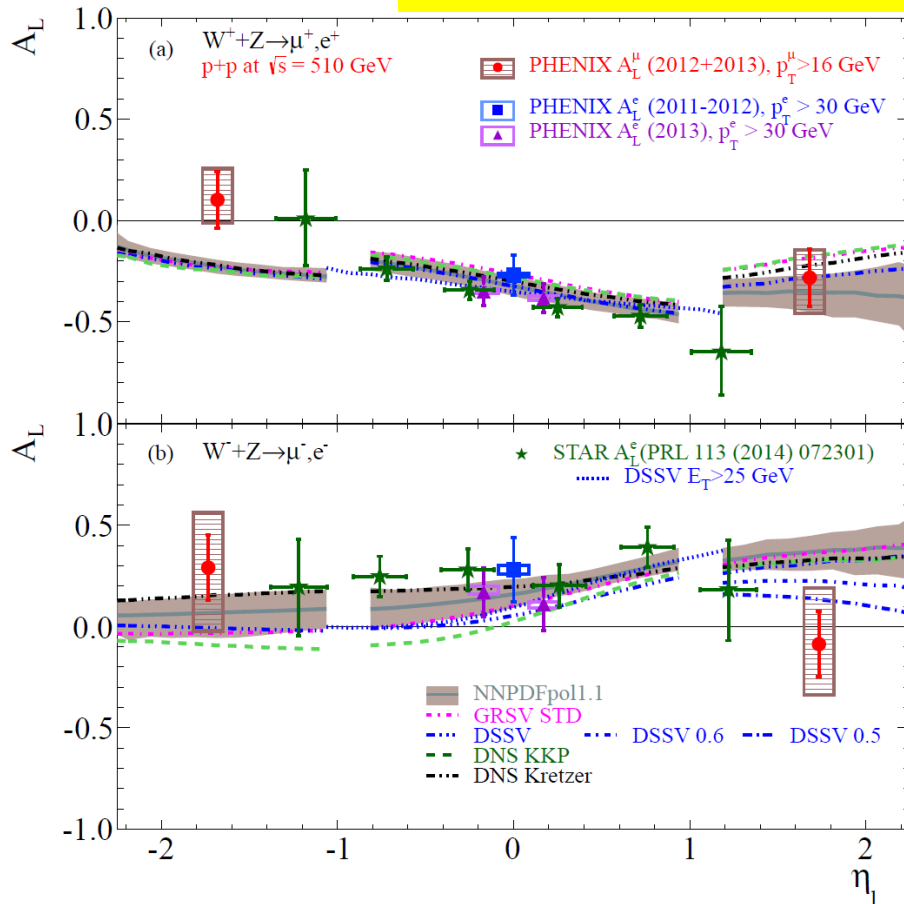 A_L
1.0
(a) W⁺+Z→μ⁺,e⁺
p+p at √s = 510 GeV
PHENIX A_L^μ (2012+2013), p_T^μ>16 GeV
PHENIX A_L^e (2011-2012), p_T^e > 30 GeV
PHENIX A_L^e (2013), p_T^e > 30 GeV
0.5
0.0
-0.5
A_L
1.0
(b) W⁻+Z→μ⁻,e⁻
STAR A_L^e(PRL 113 (2014) 072301)
DSSV E_T>25 GeV
0.5
0.0
NNPDFpol1.1
GRSV STD
DSSV DSSV 0.6 DSSV 0.5
DNS KKP
DNS Kretzer
-0.5
-1.0
-2 -1 0 1 2
η_l